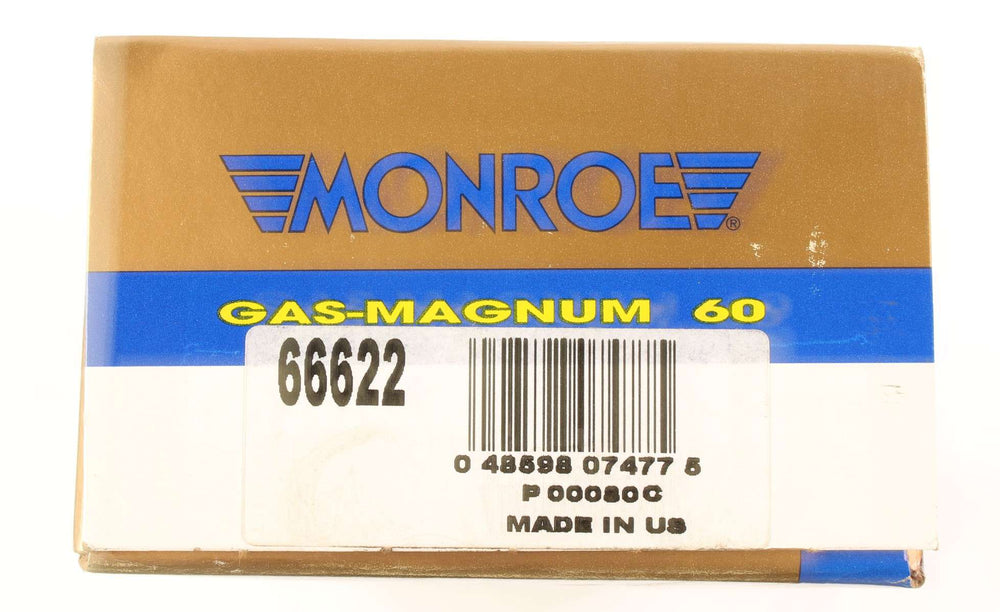 MONROE®
GAS-MAGNUM 60
66622
0 48598 07477 5
P 00080C
MADE IN US